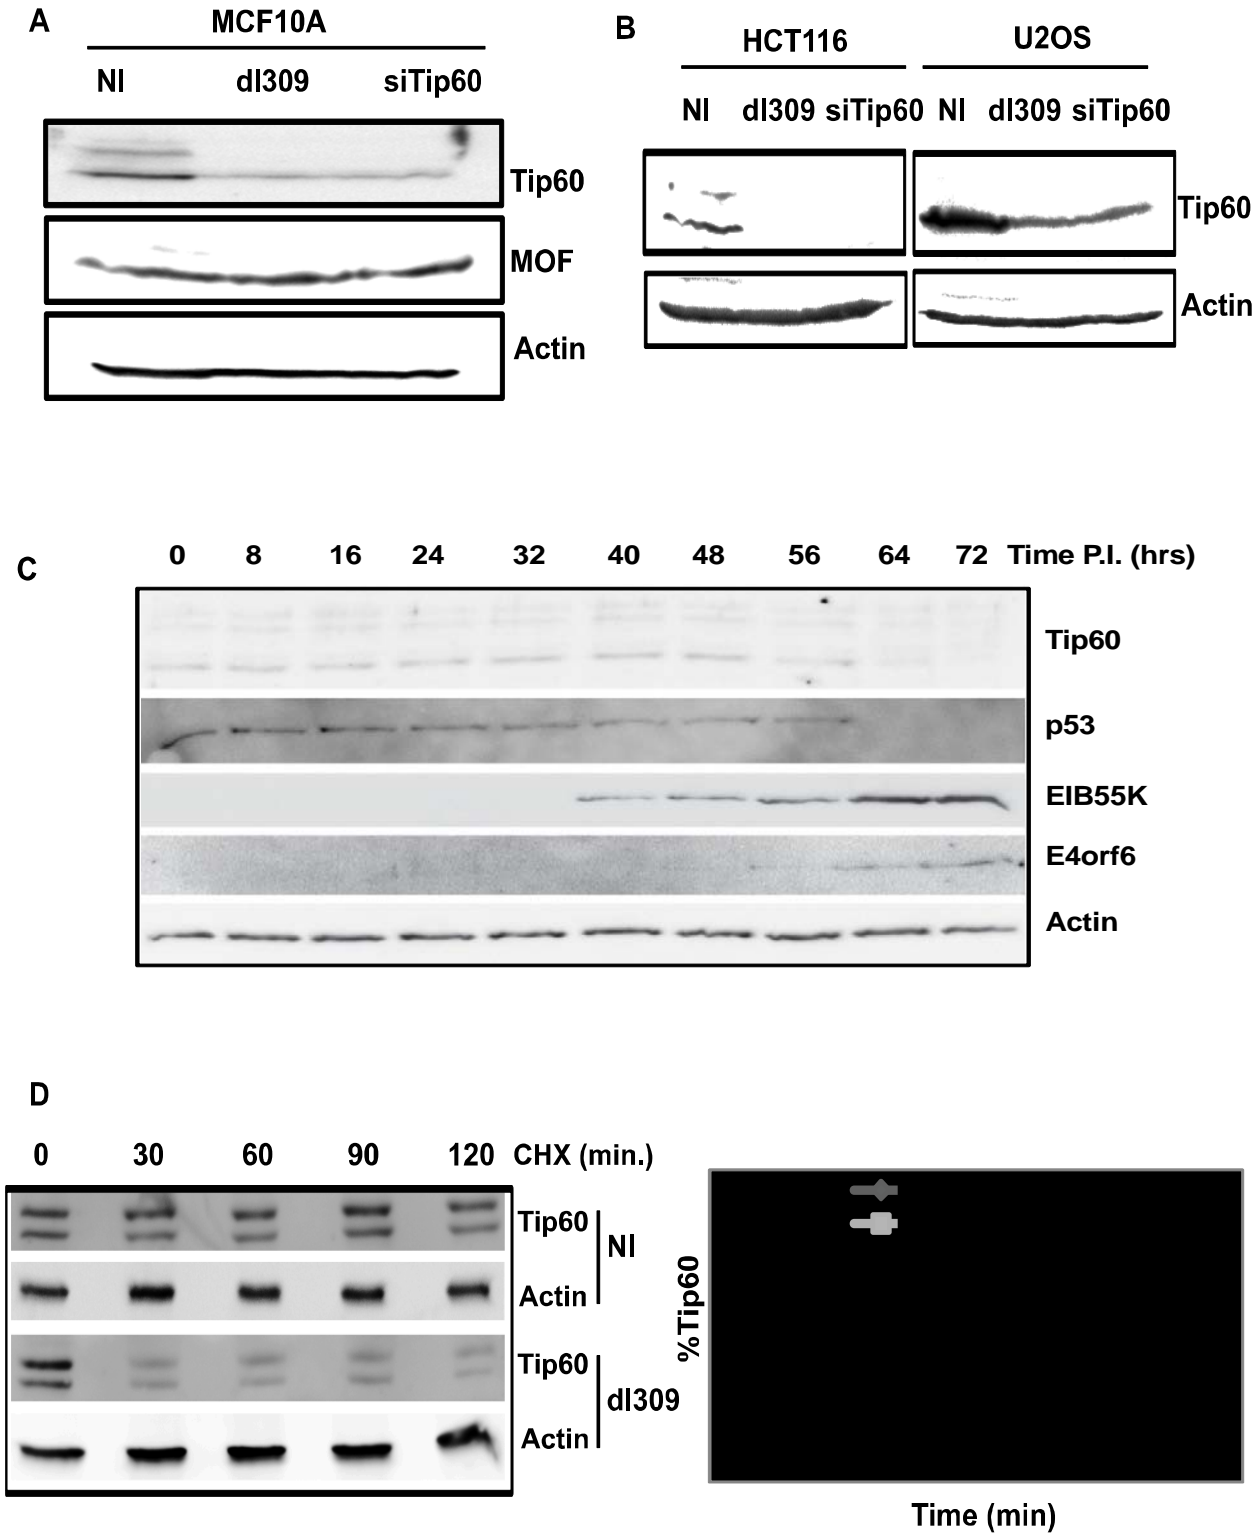 A
MCF10A
NI dl309 siTip60
Tip60
MOF
Actin
B
HCT116 U2OS
NI dl309 siTip60 NI dl309 siTip60
Tip60
Actin
C
0 8 16 24 32 40 48 56 64 72 Time P.I. (hrs)
Tip60
p53
EIB55K
E4orf6
Actin
D
0 30 60 90 120 CHX (min.)
Tip60
NI
Actin
Tip60
dl309
Actin
%Tip60
Time (min)